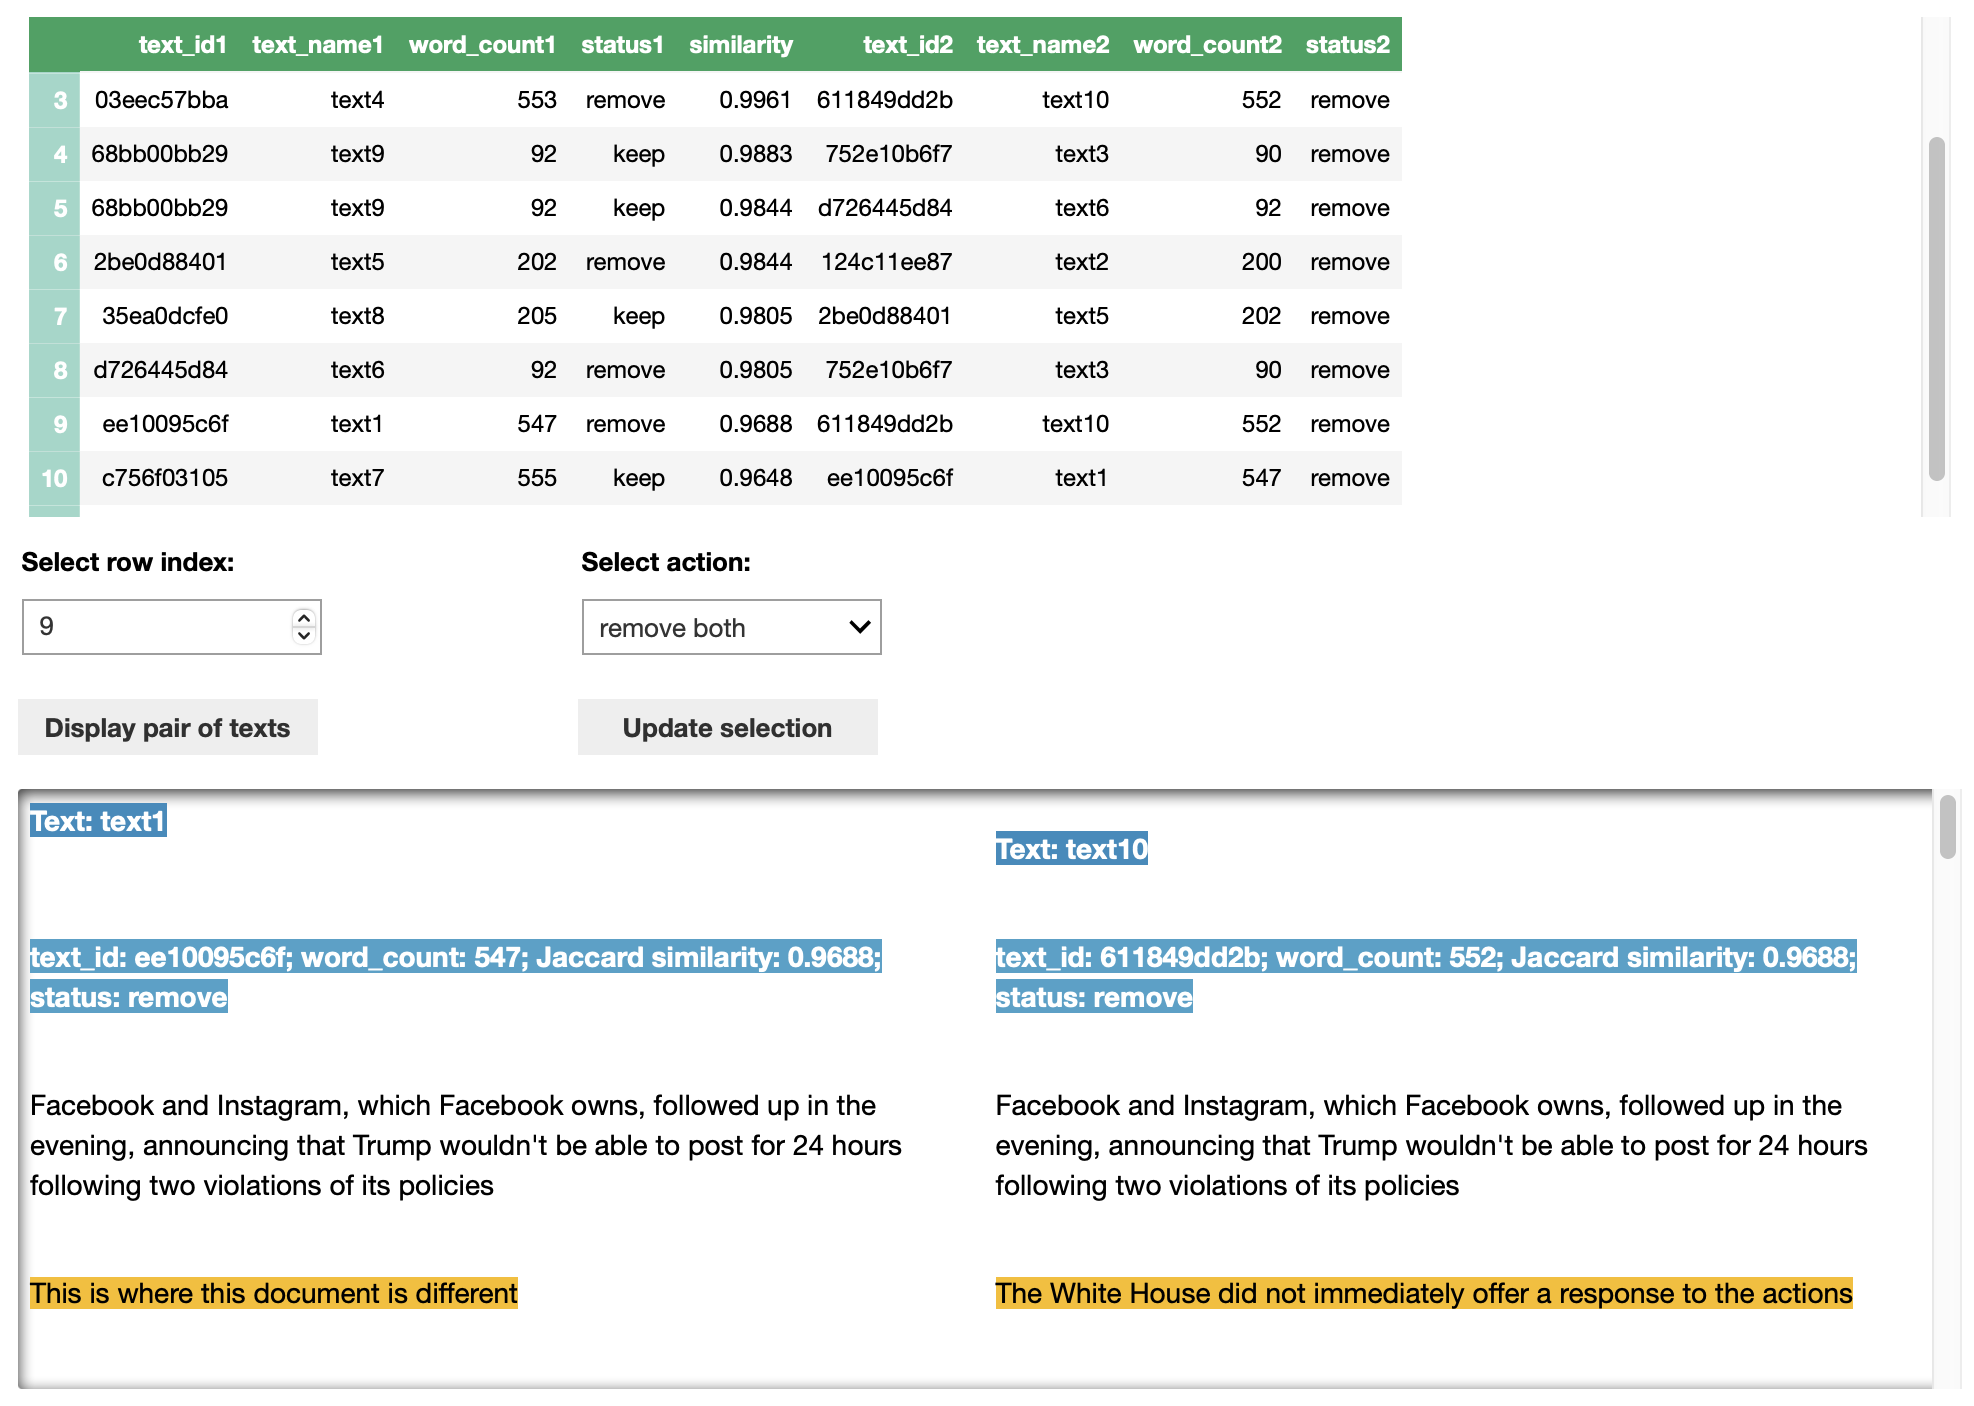 text_id1 text_name1 word_count1 status1 similarity text_id2 text_name2 word_count2 status2
3 03eec57bba text4 553 remove 0.9961 611849dd2b text10 552 remove
4 68bb00bb29 text9 92 keep 0.9883 752e10b6f7 text3 90 remove
5 68bb00bb29 text9 92 keep 0.9844 d726445d84 text6 92 remove
6 2be0d88401 text5 202 remove 0.9844 124c11ee87 text2 200 remove
7 35ea0dcfe0 text8 205 keep 0.9805 2be0d88401 text5 202 remove
8 d726445d84 text6 92 remove 0.9805 752e10b6f7 text3 90 remove
9 ee10095c6f text1 547 remove 0.9688 611849dd2b text10 552 remove
10 c756f03105 text7 555 keep 0.9648 ee10095c6f text1 547 remove
Select row index: Select action:
9 remove both
Display pair of texts Update selection
Text: text1
text_id: ee10095c6f; word_count: 547; Jaccard similarity: 0.9688;
status: remove
Facebook and Instagram, which Facebook owns, followed up in the
evening, announcing that Trump wouldn't be able to post for 24 hours
following two violations of its policies
This is where this document is different
Text: text10
text_id: 611849dd2b; word_count: 552; Jaccard similarity: 0.9688;
status: remove
Facebook and Instagram, which Facebook owns, followed up in the
evening, announcing that Trump wouldn't be able to post for 24 hours
following two violations of its policies
The White House did not immediately offer a response to the actions